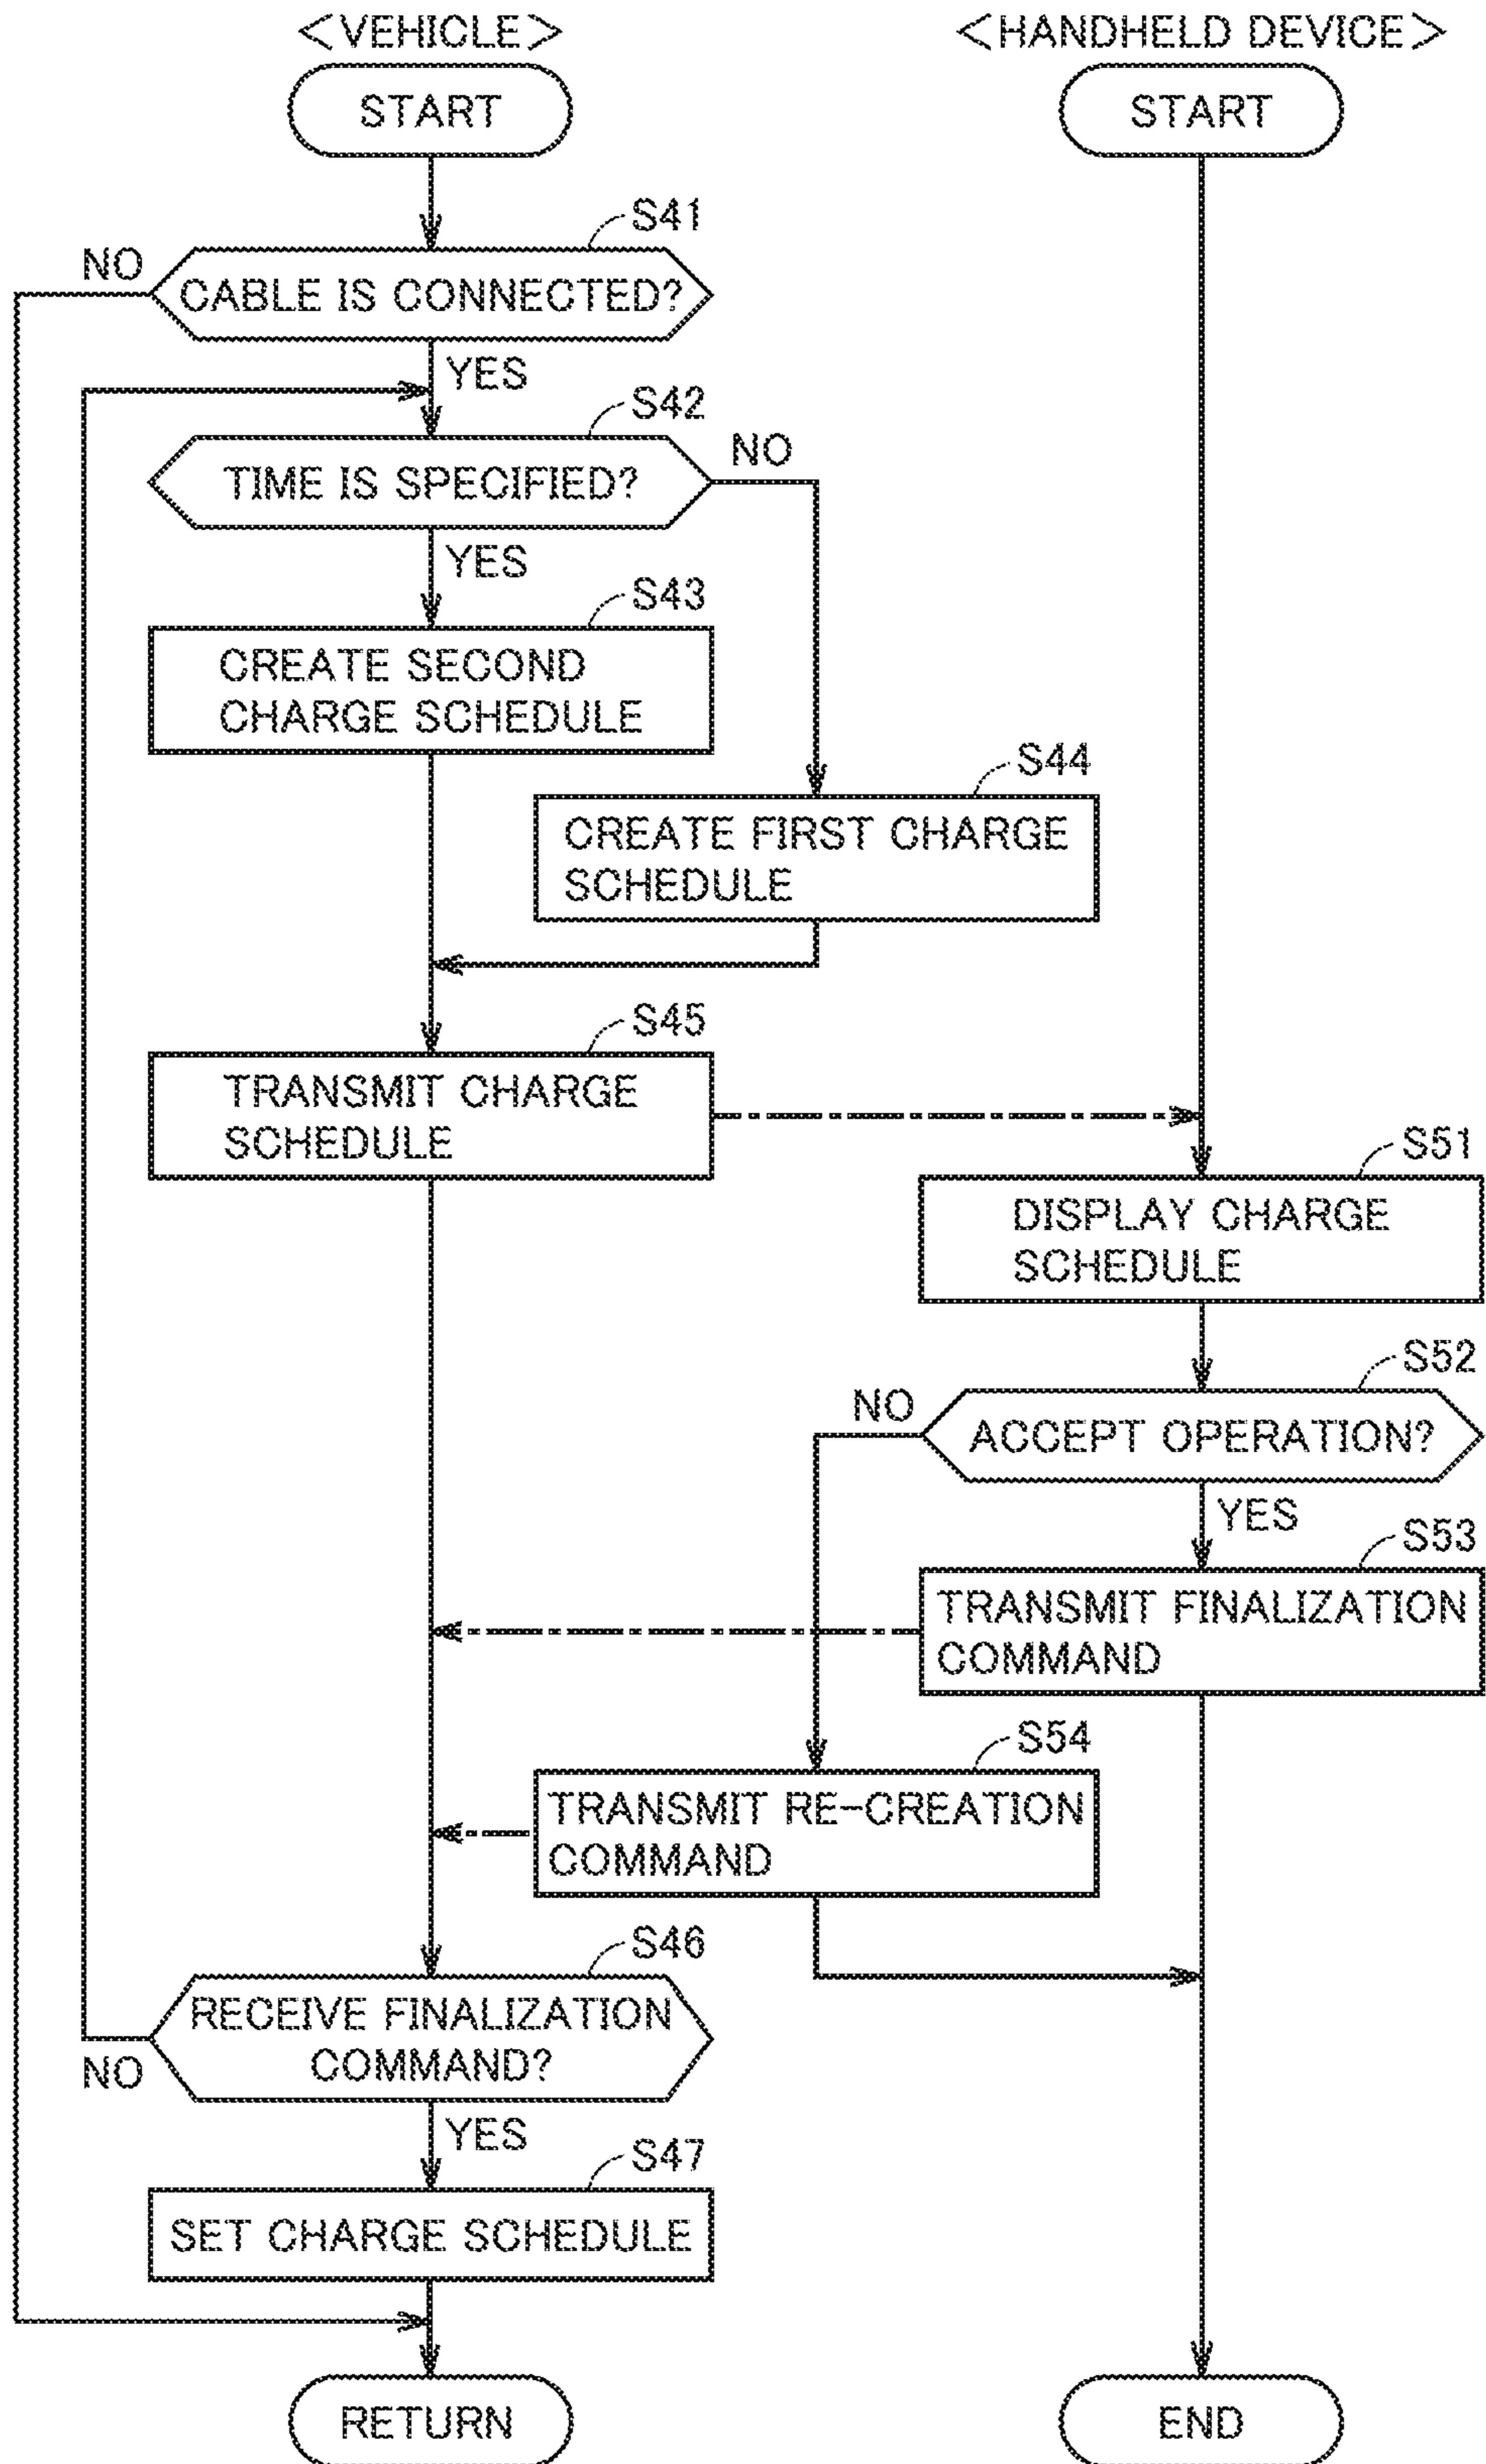 <VEHICLE>
<HANDHELD DEVICE>
START
START
S41
NO
CABLE IS CONNECTED?
YES
S42
NO
TIME IS SPECIFIED?
YES
S43
CREATE SECOND
CHARGE SCHEDULE
S44
CREATE FIRST CHARGE
SCHEDULE
S45
TRANSMIT CHARGE
SCHEDULE
S51
DISPLAY CHARGE
SCHEDULE
S52
NO
ACCEPT OPERATION?
YES
S53
TRANSMIT FINALIZATION
COMMAND
S54
TRANSMIT RE-CREATION
COMMAND
S46
RECEIVE FINALIZATION
COMMAND?
NO
YES
S47
SET CHARGE SCHEDULE
RETURN
END